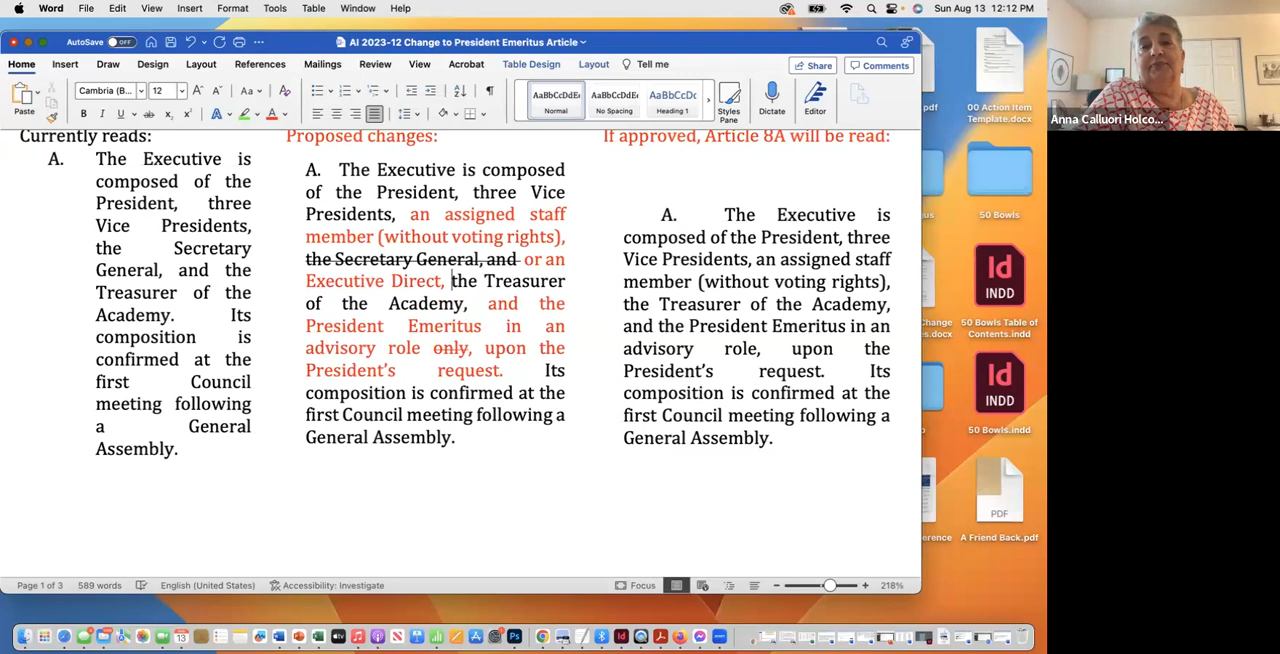 Word File Edit View Insert Format Tools Table Window Help Sun Aug 13 12:12 PM
AutoSave OFF AI 2023-12 Change to President Emeritus Article
Home Insert Draw Design Layout References Mailings Review View Acrobat Table Design Layout Tell me Share Comments
Paste Cambria (B... 12 Aa
AaBbCcDdEe AaBbCcDdEe AaBbCcDc
Normal No Spacing Heading 1
Styles Pane Dictate Editor
Currently reads:
A. The Executive is
composed of the
President, three
Vice Presidents,
the Secretary
General, and the
Treasurer of the
Academy. Its
composition is
confirmed at the
first Council
meeting following
a General
Assembly.
Proposed changes:
A. The Executive is composed
of the President, three Vice
Presidents, an assigned staff
member (without voting rights),
the Secretary General, and or an
Executive Direct, the Treasurer
of the Academy, and the
President Emeritus in an
advisory role only, upon the
President's request. Its
composition is confirmed at the
first Council meeting following a
General Assembly.
If approved, Article 8A will be read:
A. The Executive is
composed of the President, three
Vice Presidents, an assigned staff
member (without voting rights),
the Treasurer of the Academy,
and the President Emeritus in an
advisory role, upon the
President's request. Its
composition is confirmed at the
first Council meeting following a
General Assembly.
Page 1 of 3 589 words English (United States) Accessibility: Investigate Focus 218%
.pdf
00 Action Item
Template.docx
50 Bowls
Id
INDD
50 Bowls Table of
Contents.indd
Id
INDD
50 Bowls.indd
PDF
A Friend Back.pdf
Anna Calluori Holco...